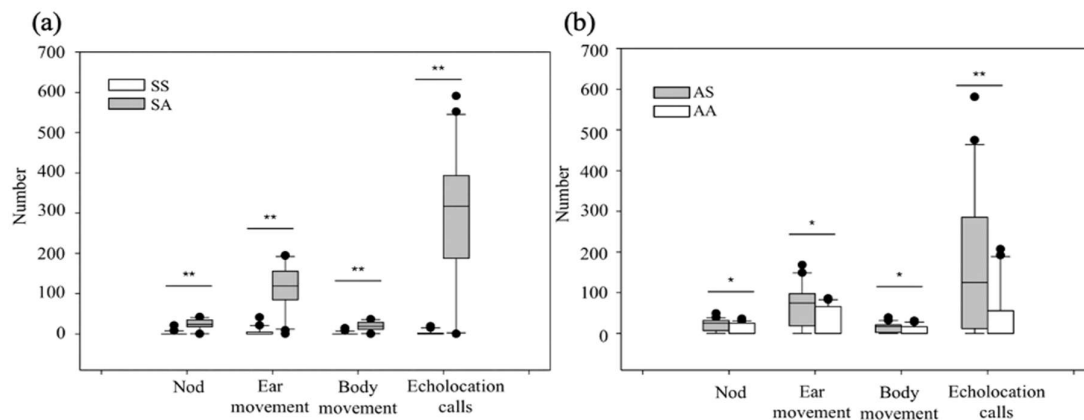 (a)
700
600
500
400
300
200
100
0
Number
SS
SA
**
**
**
**
Nod
Ear
movement
Body
movement
Echolocation
calls
(b)
700
600
500
400
300
200
100
0
Number
AS
AA
*
*
*
**
Nod
Ear
movement
Body
movement
Echolocation
calls